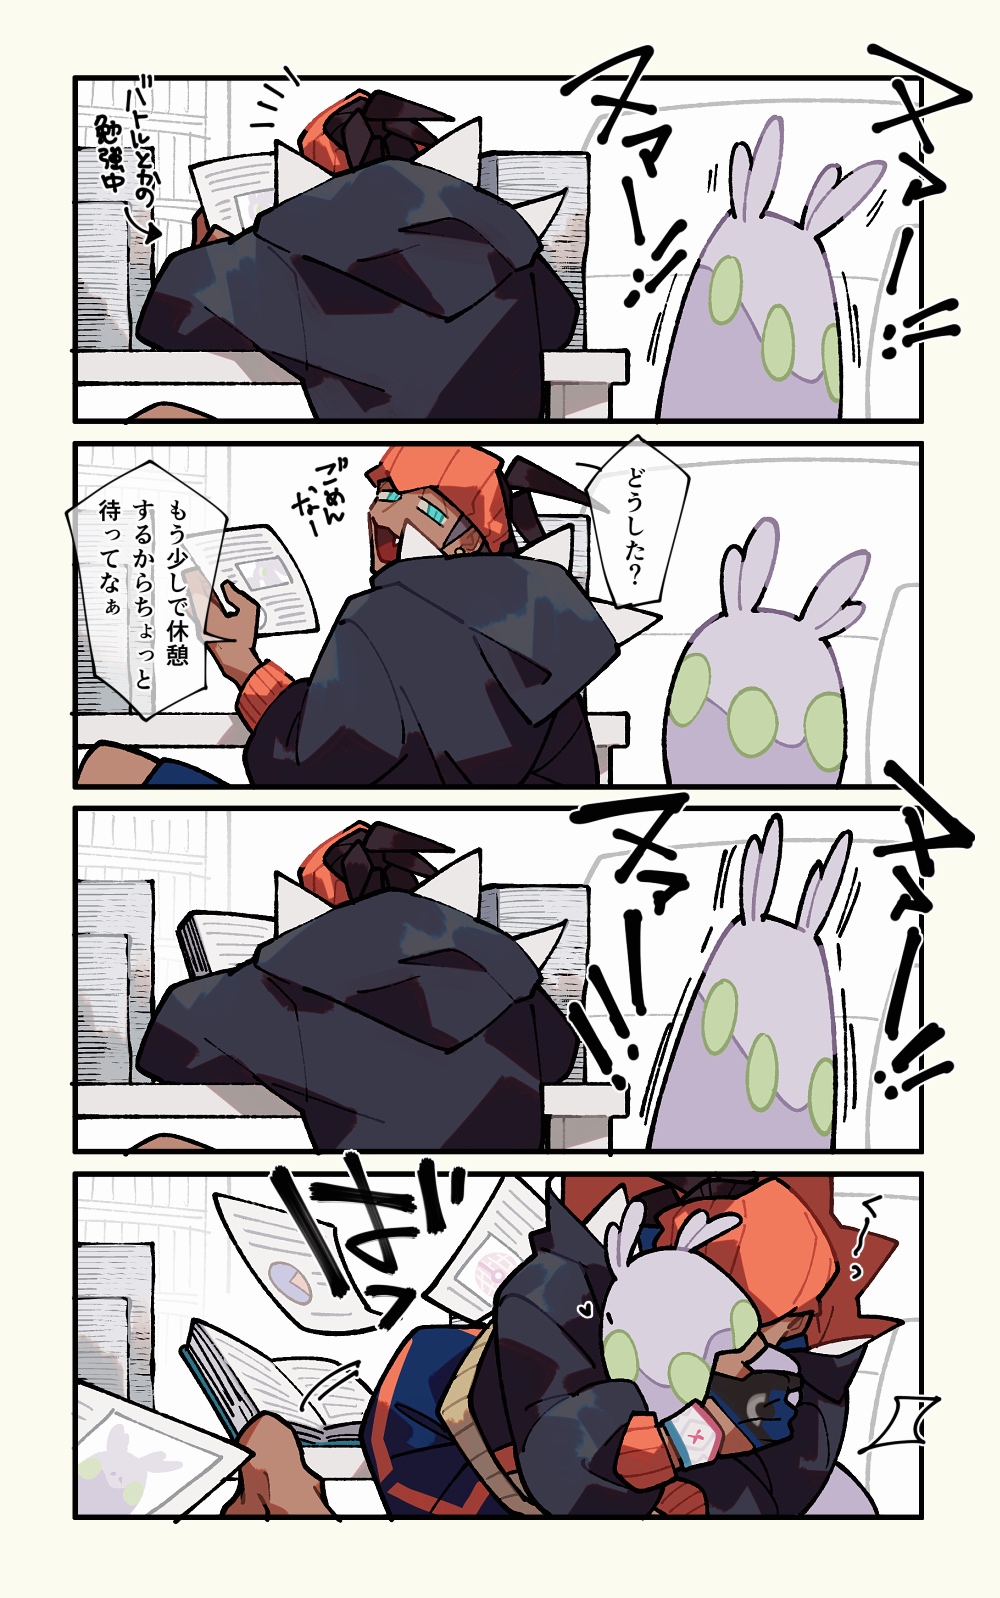 ヌマー!!
ヌマー!!
バトルとかの
勉強中
どうした?
ごめん
なー
もう少しで休憩
するからちょっと
待ってなぁ
ヌマー!!
ヌマー!!
ばっ